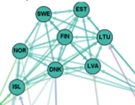 SWE EST
FIN LTU
NOR
DNK LVA
ISL